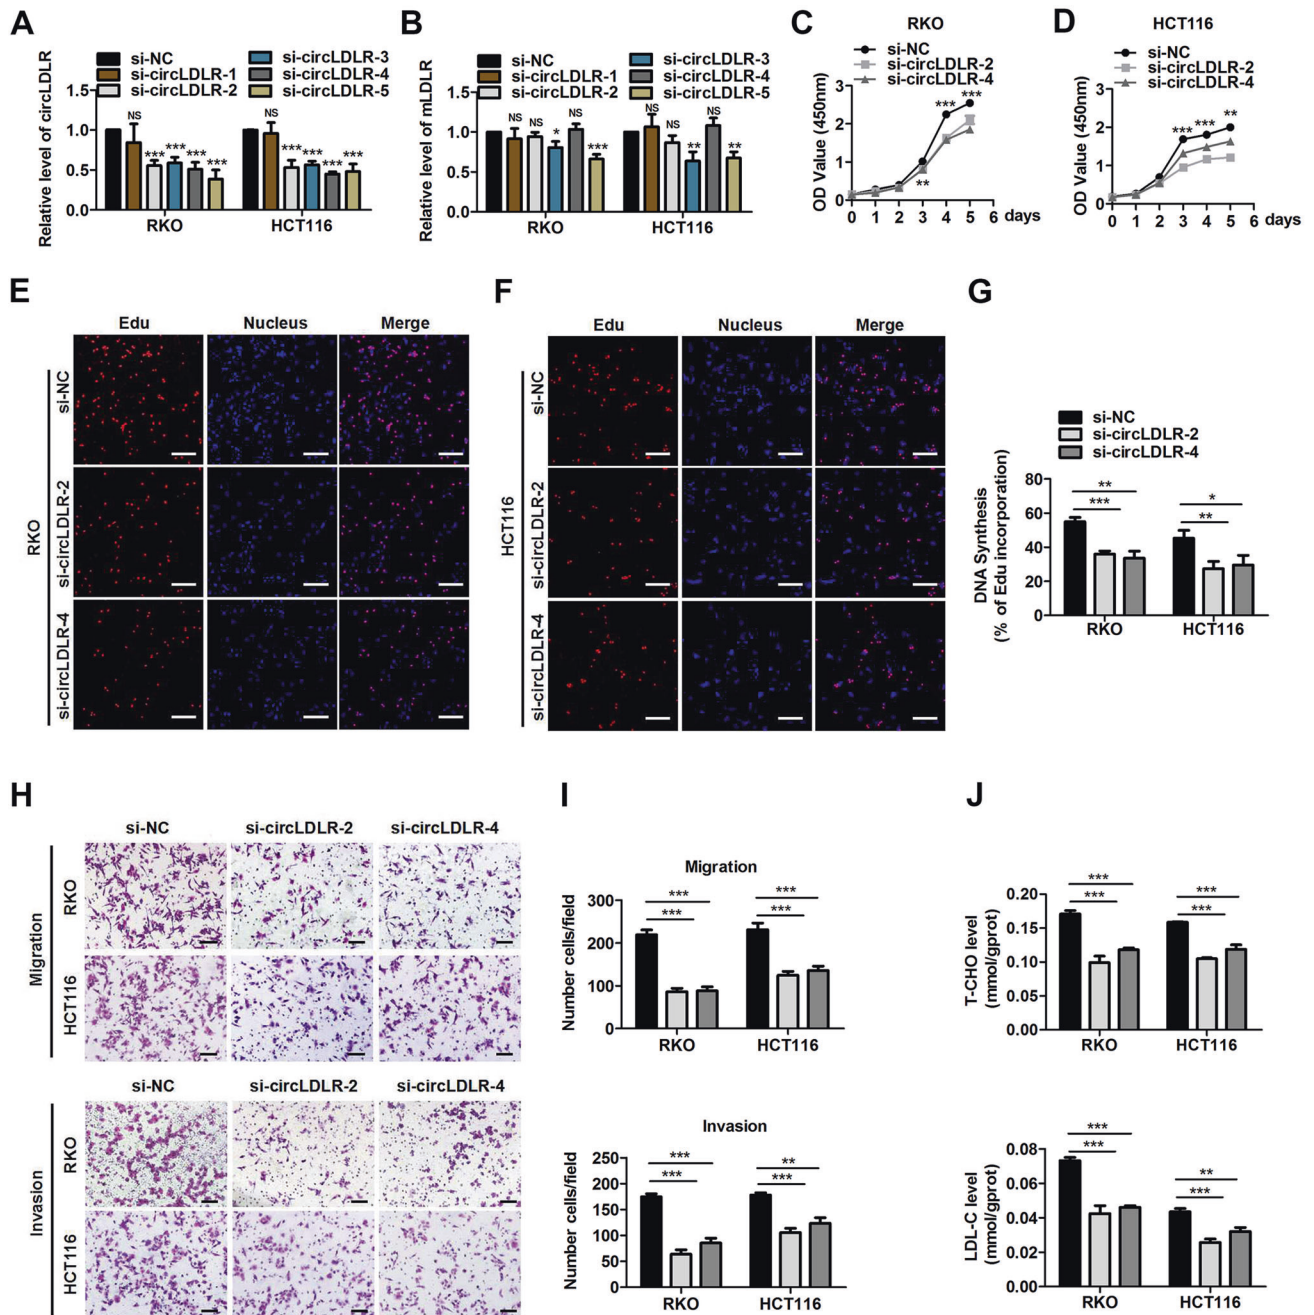 A
si-NC
si-circLDLR-1
si-circLDLR-2
si-circLDLR-3
si-circLDLR-4
si-circLDLR-5
Relative level of circLDLR
1.5
1.0
0.5
0.0
NS
***
***
***
***
NS
***
***
***
***
RKO
HCT116
B
si-NC
si-circLDLR-1
si-circLDLR-2
si-circLDLR-3
si-circLDLR-4
si-circLDLR-5
Relative level of mLDLR
1.5
1.0
0.5
0.0
NS
NS
*
NS
***
NS
NS
**
NS
**
RKO
HCT116
C
RKO
si-NC
si-circLDLR-2
si-circLDLR-4
OD Value (450nm)
3
2
1
0
**
***
***
0 1 2 3 4 5 6 days
D
HCT116
si-NC
si-circLDLR-2
si-circLDLR-4
OD Value (450nm)
3
2
1
0
***
***
**
0 1 2 3 4 5 6 days
E
Edu
Nucleus
Merge
RKO
si-NC
si-circLDLR-2
si-circLDLR-4
F
Edu
Nucleus
Merge
HCT116
si-NC
si-circLDLR-2
si-circLDLR-4
G
si-NC
si-circLDLR-2
si-circLDLR-4
DNA Synthesis
(% of Edu incorporation)
80
60
40
20
0
**
***
*
**
RKO
HCT116
H
si-NC
si-circLDLR-2
si-circLDLR-4
Migration
RKO
HCT116
si-NC
si-circLDLR-2
si-circLDLR-4
Invasion
RKO
HCT116
I
Migration
Number cells/field
300
200
100
0
***
***
***
***
RKO
HCT116
Invasion
Number cells/field
250
200
150
100
50
0
***
***
**
***
RKO
HCT116
J
T-CHO level
(mmol/gprot)
0.20
0.15
0.10
0.05
0.00
***
***
***
***
RKO
HCT116
LDL-C level
(mmol/gprot)
0.08
0.06
0.04
0.02
0.00
***
***
**
***
RKO
HCT116